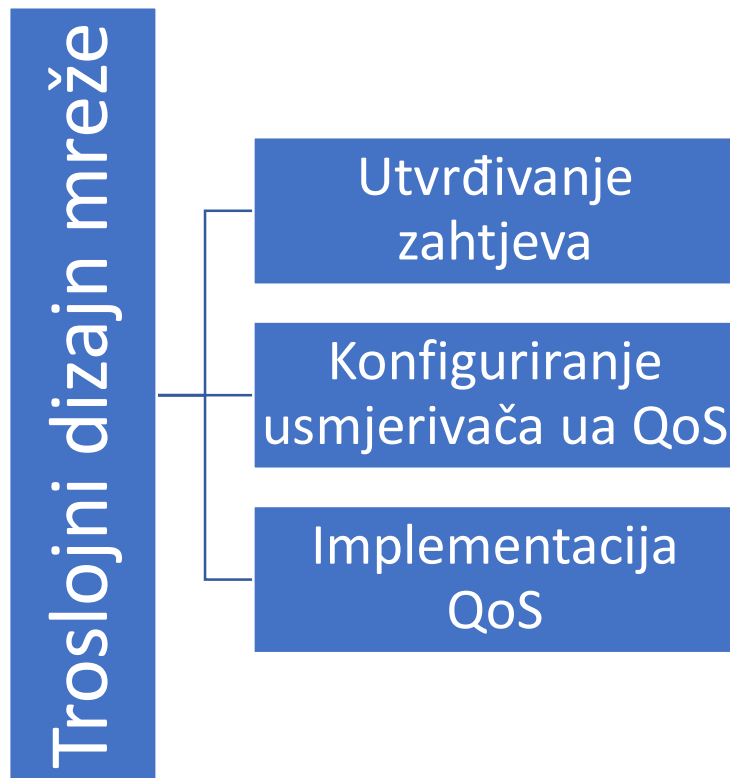 Troslojni dizajn mreže
Utvrđivanje
zahtjeva
Konfiguriranje
usmjerivača ua QoS
Implementacija
QoS